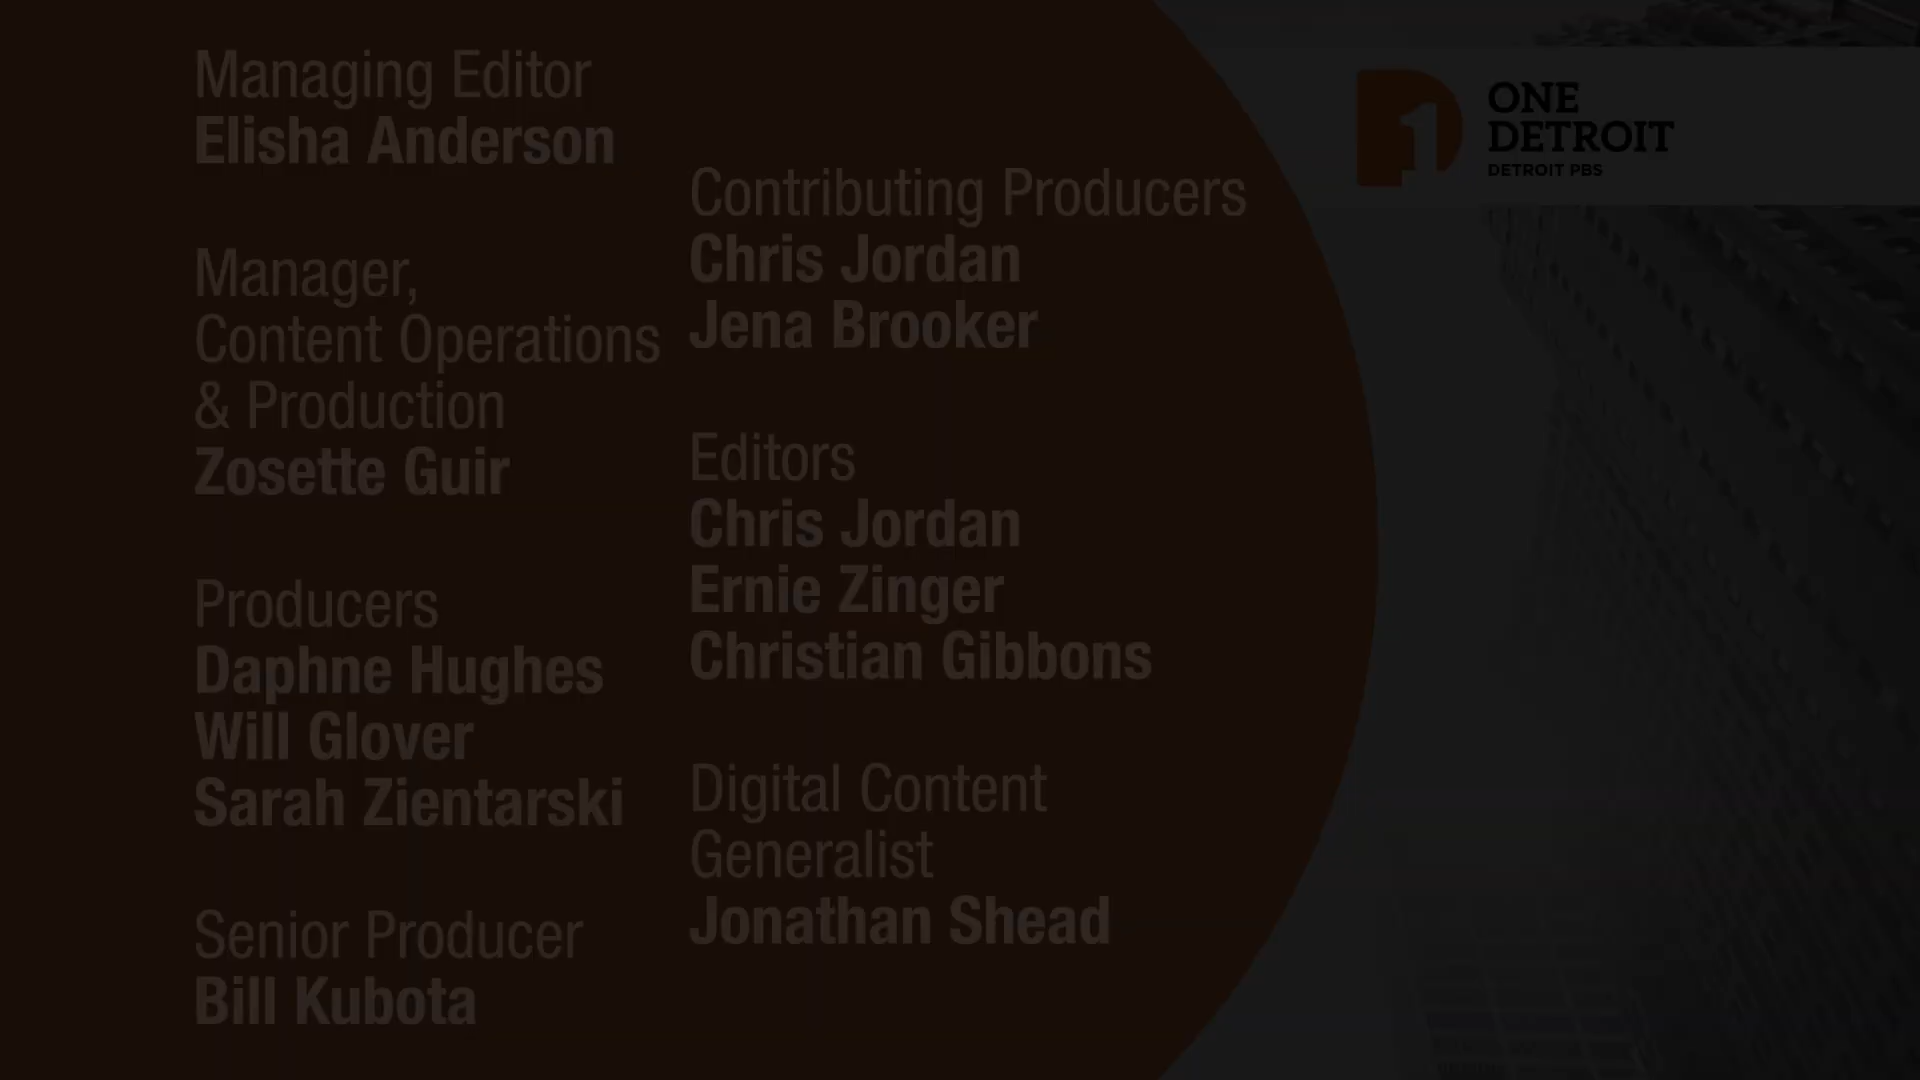 Managing Editor
Elisha Anderson
Manager,
Content Operations
& Production
Zosette Guir
Producers
Daphne Hughes
Will Glover
Sarah Zientarski
Senior Producer
Bill Kubota
Contributing Producers
Chris Jordan
Jena Brooker
Editors
Chris Jordan
Ernie Zinger
Christian Gibbons
Digital Content
Generalist
Jonathan Shead
1
ONE
DETROIT
DETROIT PBS